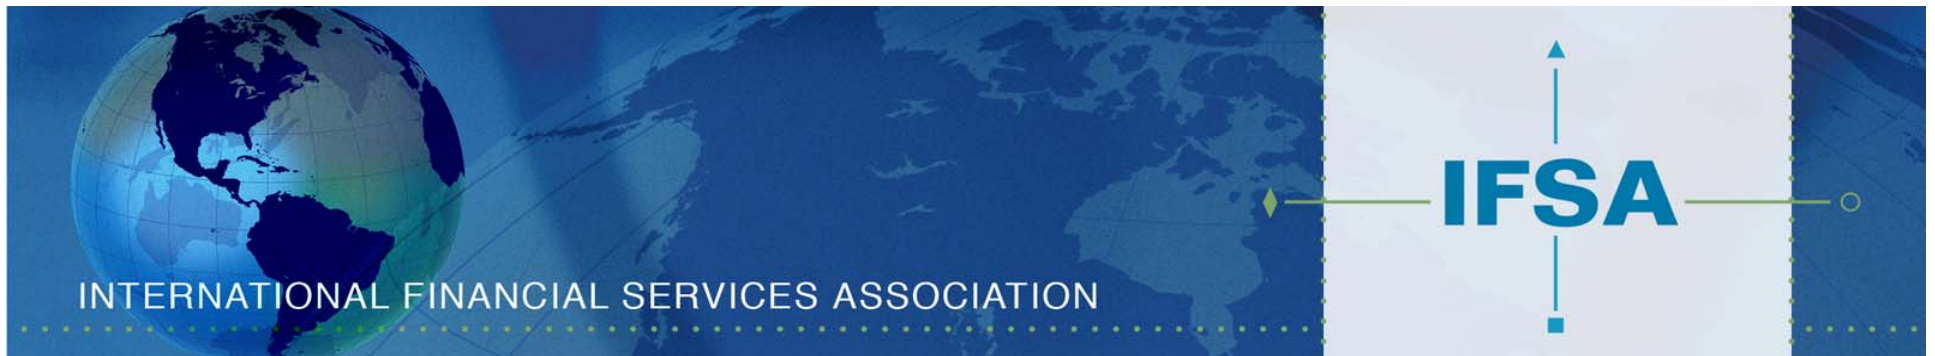 IFSA
INTERNATIONAL FINANCIAL SERVICES ASSOCIATION